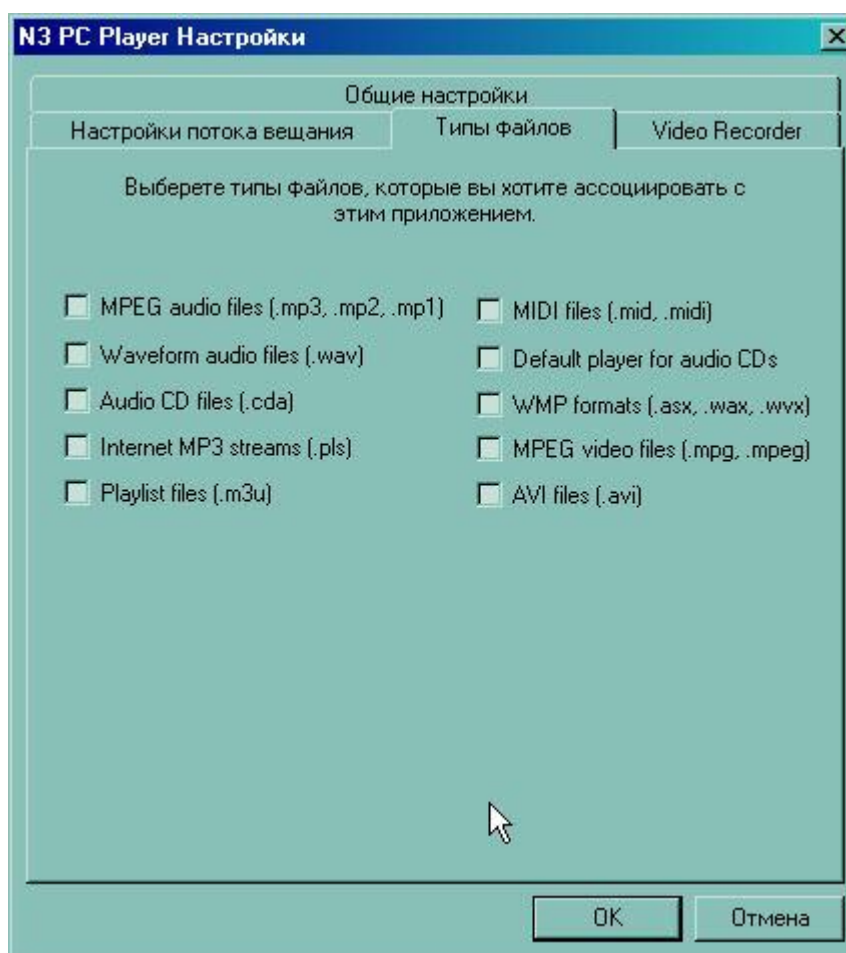 N3 PC Player Настройки
Общие настройки
Настройки потока вещания
Типы файлов
Video Recorder
Выберете типы файлов, которые вы хотите ассоциировать с
этим приложением.
MPEG audio files (.mp3, .mp2, .mp1)
Waveform audio files (.wav)
Audio CD files (.cda)
Internet MP3 streams (.pls)
Playlist files (.m3u)
MIDI files (.mid, .midi)
Default player for audio CDs
WMP formats (.asx, .wax, .wvx)
MPEG video files (.mpg, .mpeg)
AVI files (.avi)
OK
Отмена